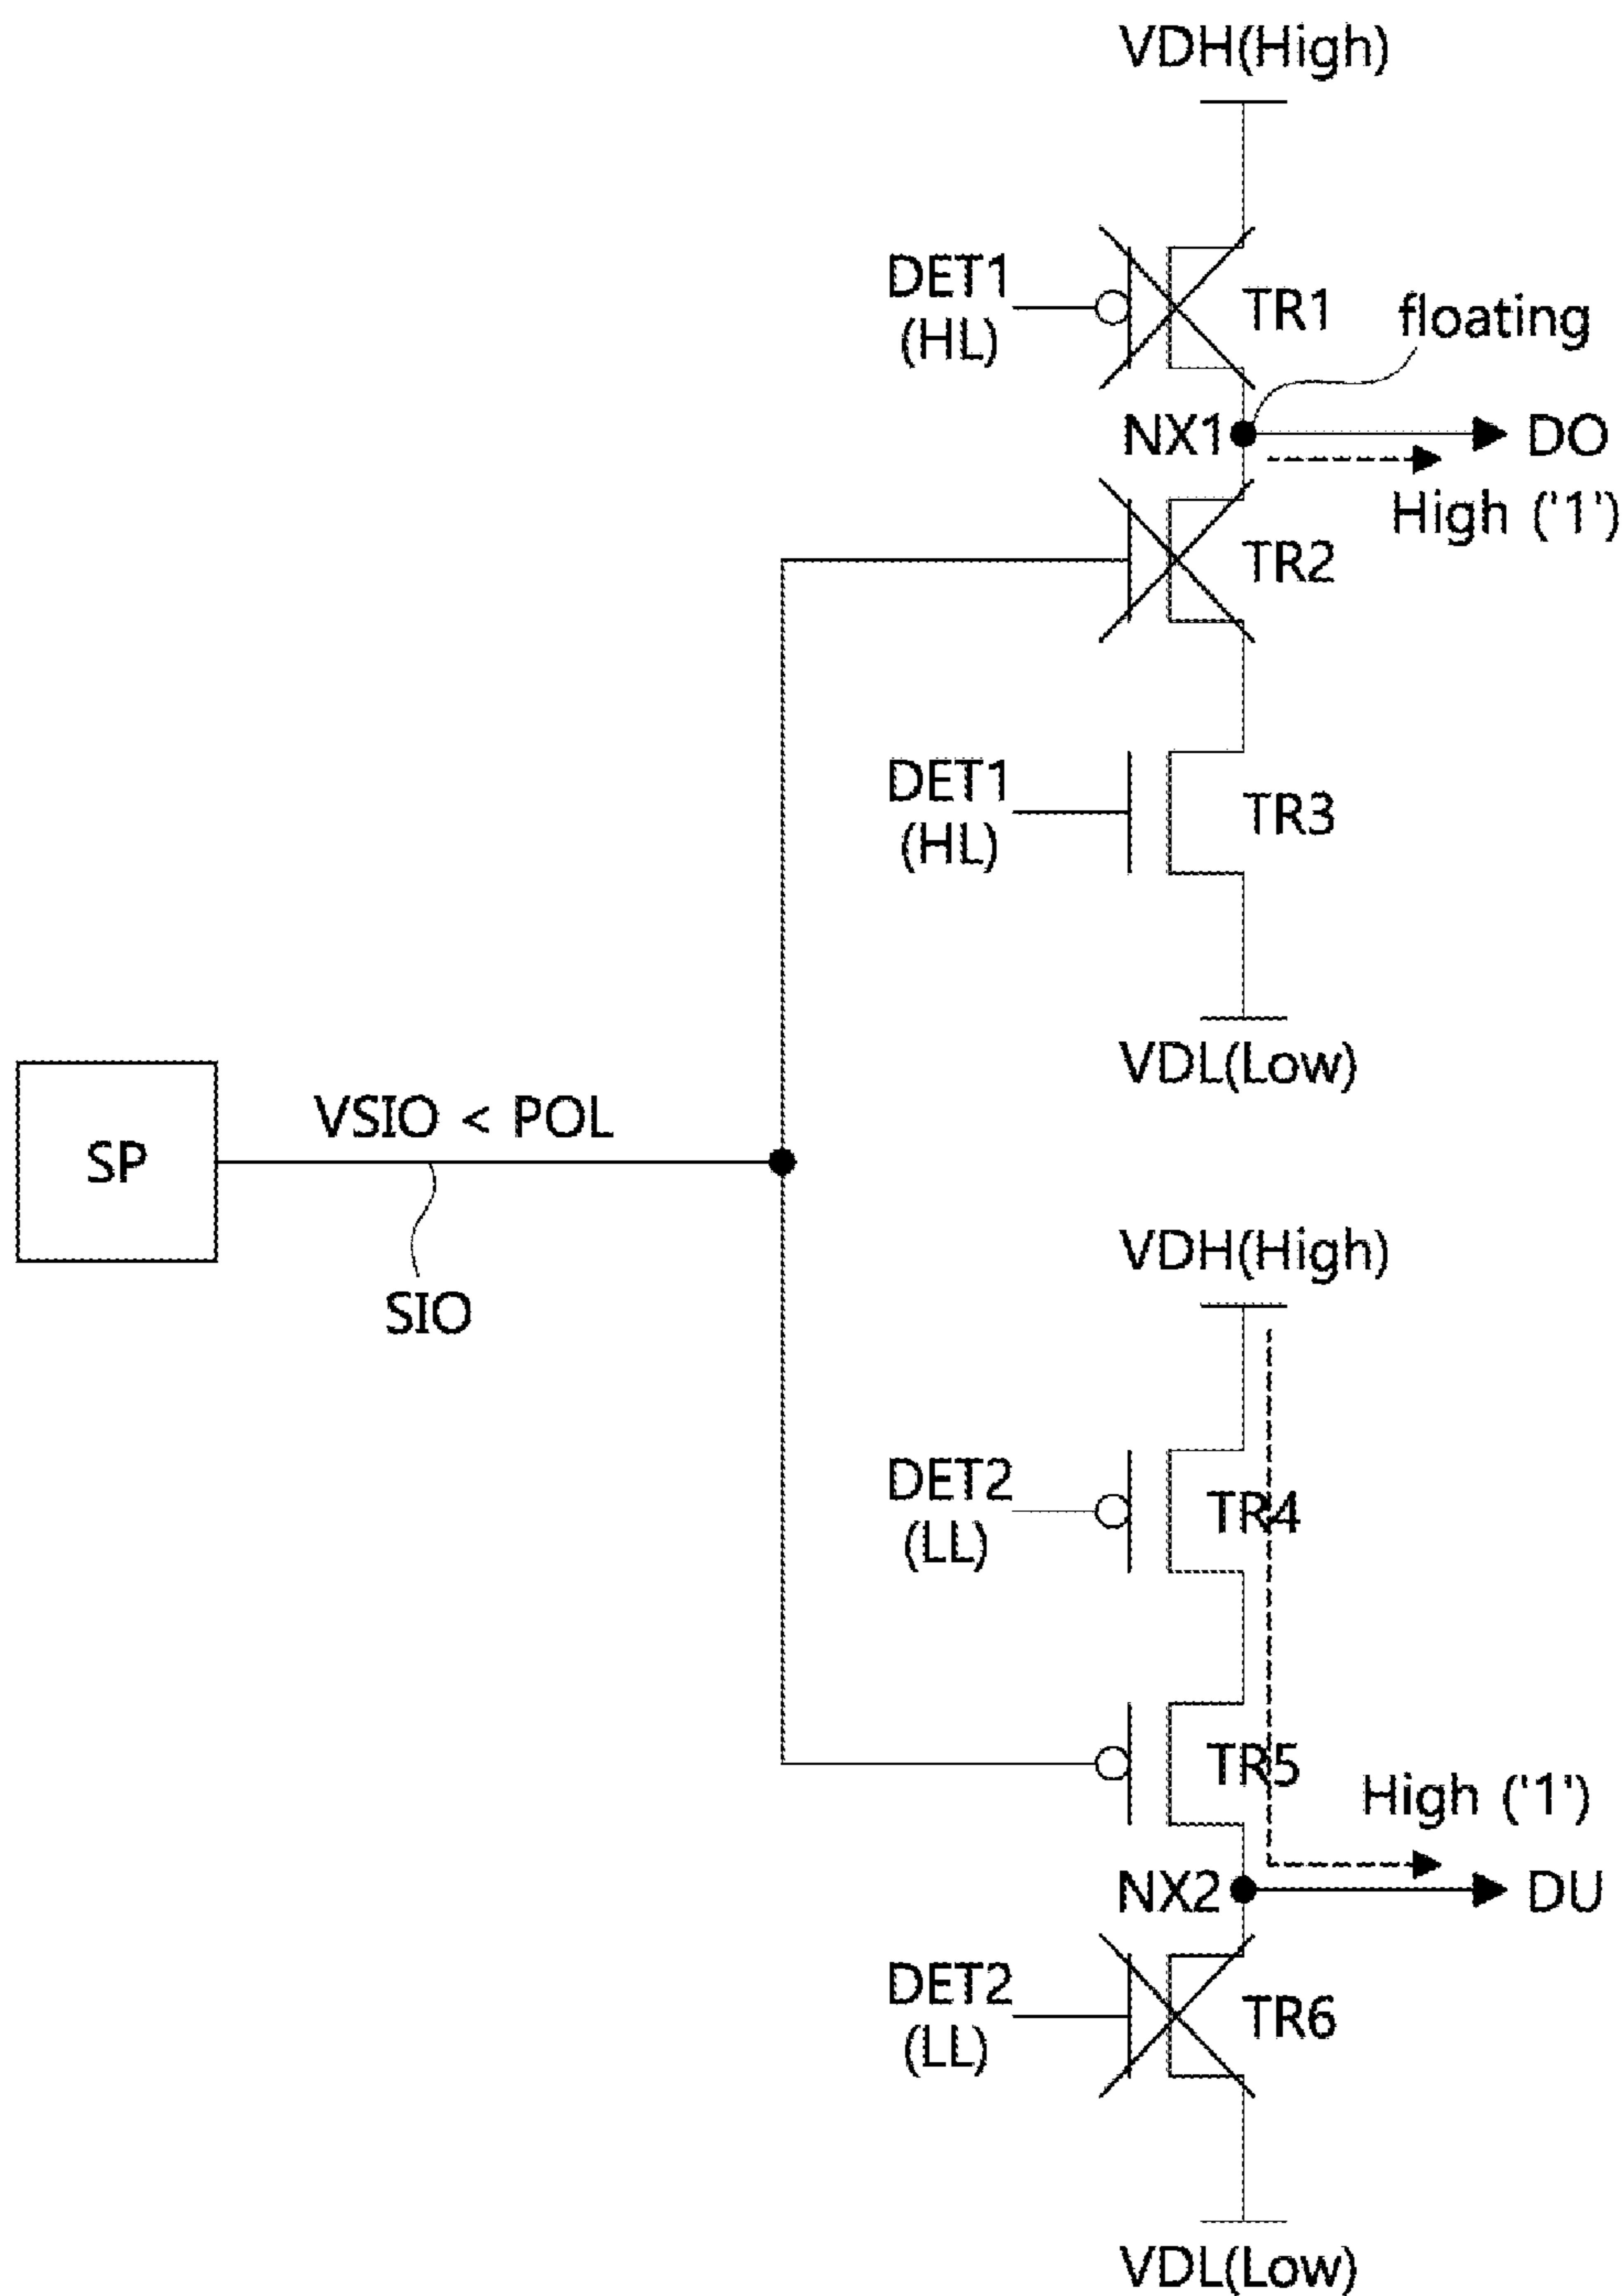 VDH(High)
DET1
(HL)
TR1
floating
NX1
DO
High ('1')
TR2
DET1
(HL)
TR3
VDL(Low)
SP
VSIO < POL
SIO
VDH(High)
DET2
(LL)
TR4
TR5
High ('1')
NX2
DU
DET2
(LL)
TR6
VDL(Low)